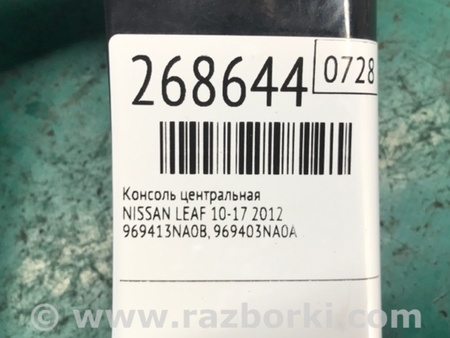 268644
0728
Консоль центральная
NISSAN LEAF 10-17 2012
969413NA0B, 969403NA0A
www.razborki.com